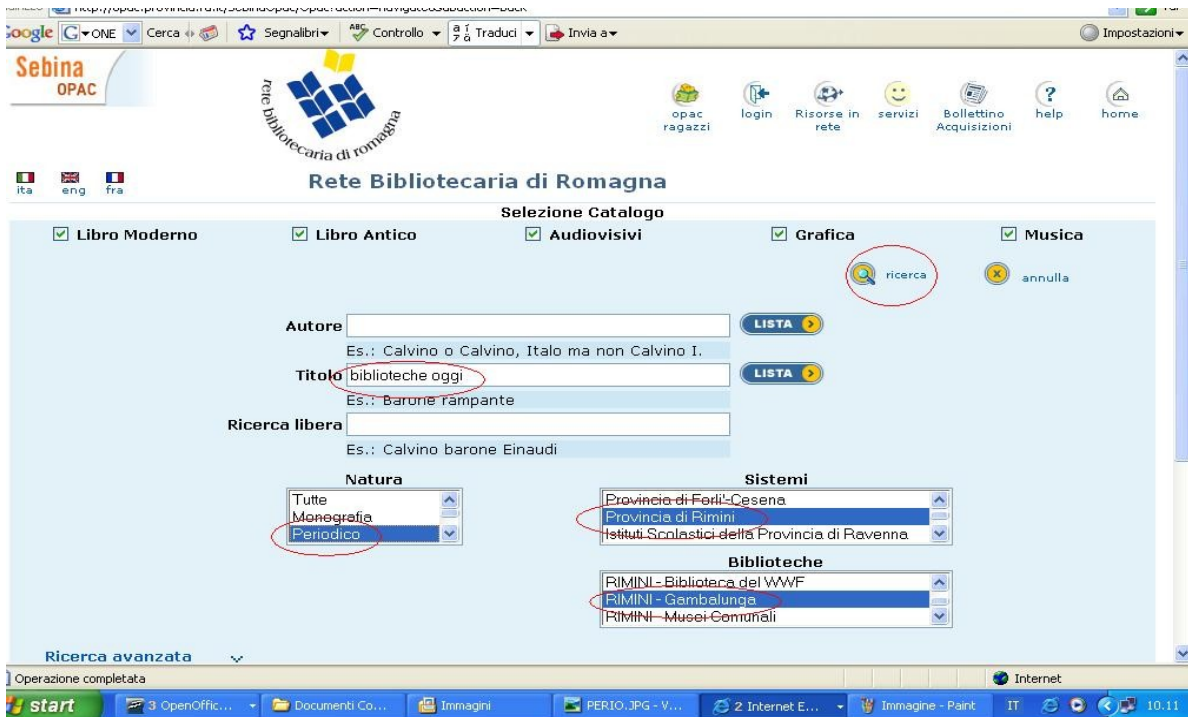 Google G ONE Cerca Segnalibri ABC Controllo Traduci Invia a Impostazioni
Sebina
OPAC
rete bibliotecaria di romagna
opac ragazzi
login
Risorse in rete
servizi
Bollettino Acquisizioni
help
home
ita eng fra
Rete Bibliotecaria di Romagna
Selezione Catalogo
Libro Moderno Libro Antico Audiovisivi Grafica Musica
ricerca annulla
Autore LISTA
Es.: Calvino o Calvino, Italo ma non Calvino I.
Titolo biblioteche oggi LISTA
Es.: Barone rampante
Ricerca libera
Es.: Calvino barone Einaudi
Natura
Tutte
Monografia
Periodico
Sistemi
Provincia di Forli'-Cesena
Provincia di Rimini
Istituti Scolastici della Provincia di Ravenna
Biblioteche
RIMINI - Biblioteca del WWF
RIMINI - Gambalunga
RIMINI - Musei Comunali
Ricerca avanzata
Operazione completata Internet
start 3 OpenOffic... Documenti Co... Immagini PERIO.JPG - V... 2 Internet E... Immagine - Paint IT 10.11